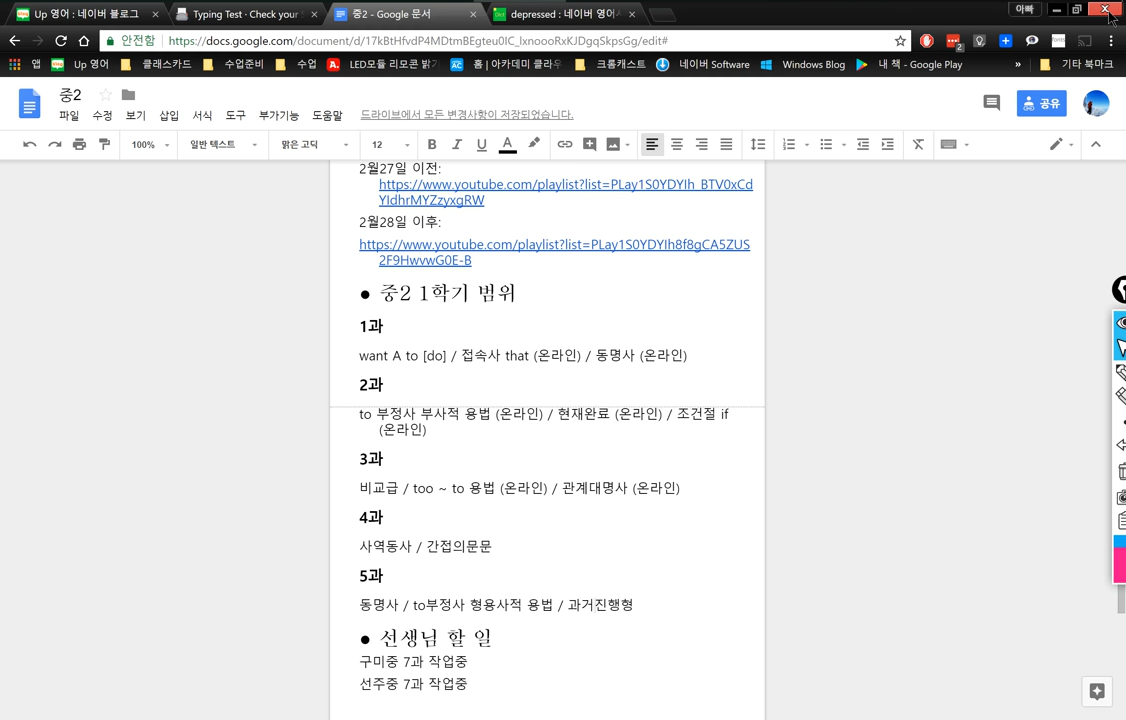 Up 영어 : 네이버 블로그
Typing Test · Check your
중2 - Google 문서
depressed : 네이버 영어사
아빠
안전함
https://docs.google.com/document/d/17kBtHfvdP4MDtmBEgteu0IC_lxnoooRxKJDgqSkpsGg/edit#
앱
Up 영어
클래스카드
수업준비
수업
LED모듈 리모콘 밝기
홈 | 아카데미 클라우
크롬캐스트
네이버 Software
Windows Blog
내 책 - Google Play
»
기타 북마크
중2
파일
수정
보기
삽입
서식
도구
부가기능
도움말
드라이브에서 모든 변경사항이 저장되었습니다.
공유
100%
일반 텍스트
맑은 고딕
12
2월27일 이전:
https://www.youtube.com/playlist?list=PLay1S0YDYIh_BTV0xCd
YIdhrMYZzyxgRW
2월28일 이후:
https://www.youtube.com/playlist?list=PLay1S0YDYIh8f8gCA5ZUS
2F9HwvwG0E-B
● 중2 1학기 범위
1과
want A to [do] / 접속사 that (온라인) / 동명사 (온라인)
2과
to 부정사 부사적 용법 (온라인) / 현재완료 (온라인) / 조건절 if
(온라인)
3과
비교급 / too ~ to 용법 (온라인) / 관계대명사 (온라인)
4과
사역동사 / 간접의문문
5과
동명사 / to부정사 형용사적 용법 / 과거진행형
● 선생님 할 일
구미중 7과 작업중
선주중 7과 작업중